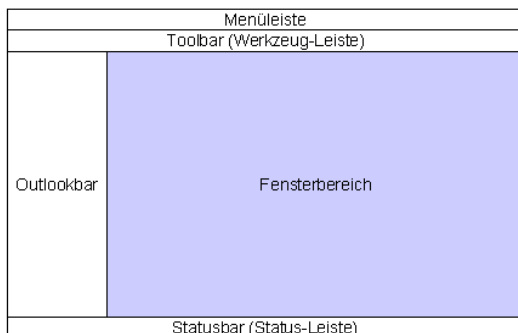 Menüleiste
Toolbar (Werkzeug-Leiste)
Outlookbar
Fensterbereich
Statusbar (Status-Leiste)